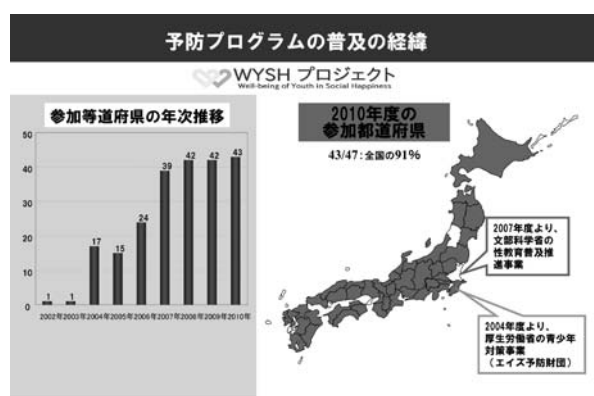 予防プログラムの普及の経緯
WYSH プロジェクト
Well-being of Youth in Social Happiness
参加等道府県の年次推移
50
40
30
20
10
0
1
1
17
15
24
39
42
42
43
2002年2003年2004年2005年2006年2007年2008年2009年2010年
2010年度の
参加都道府県
43/47:全国の91%
2007年度より、
文部科学省の
性教育普及推
進事業
2004年度より、
厚生労働省の青少年
対策事業
(エイズ予防財団)